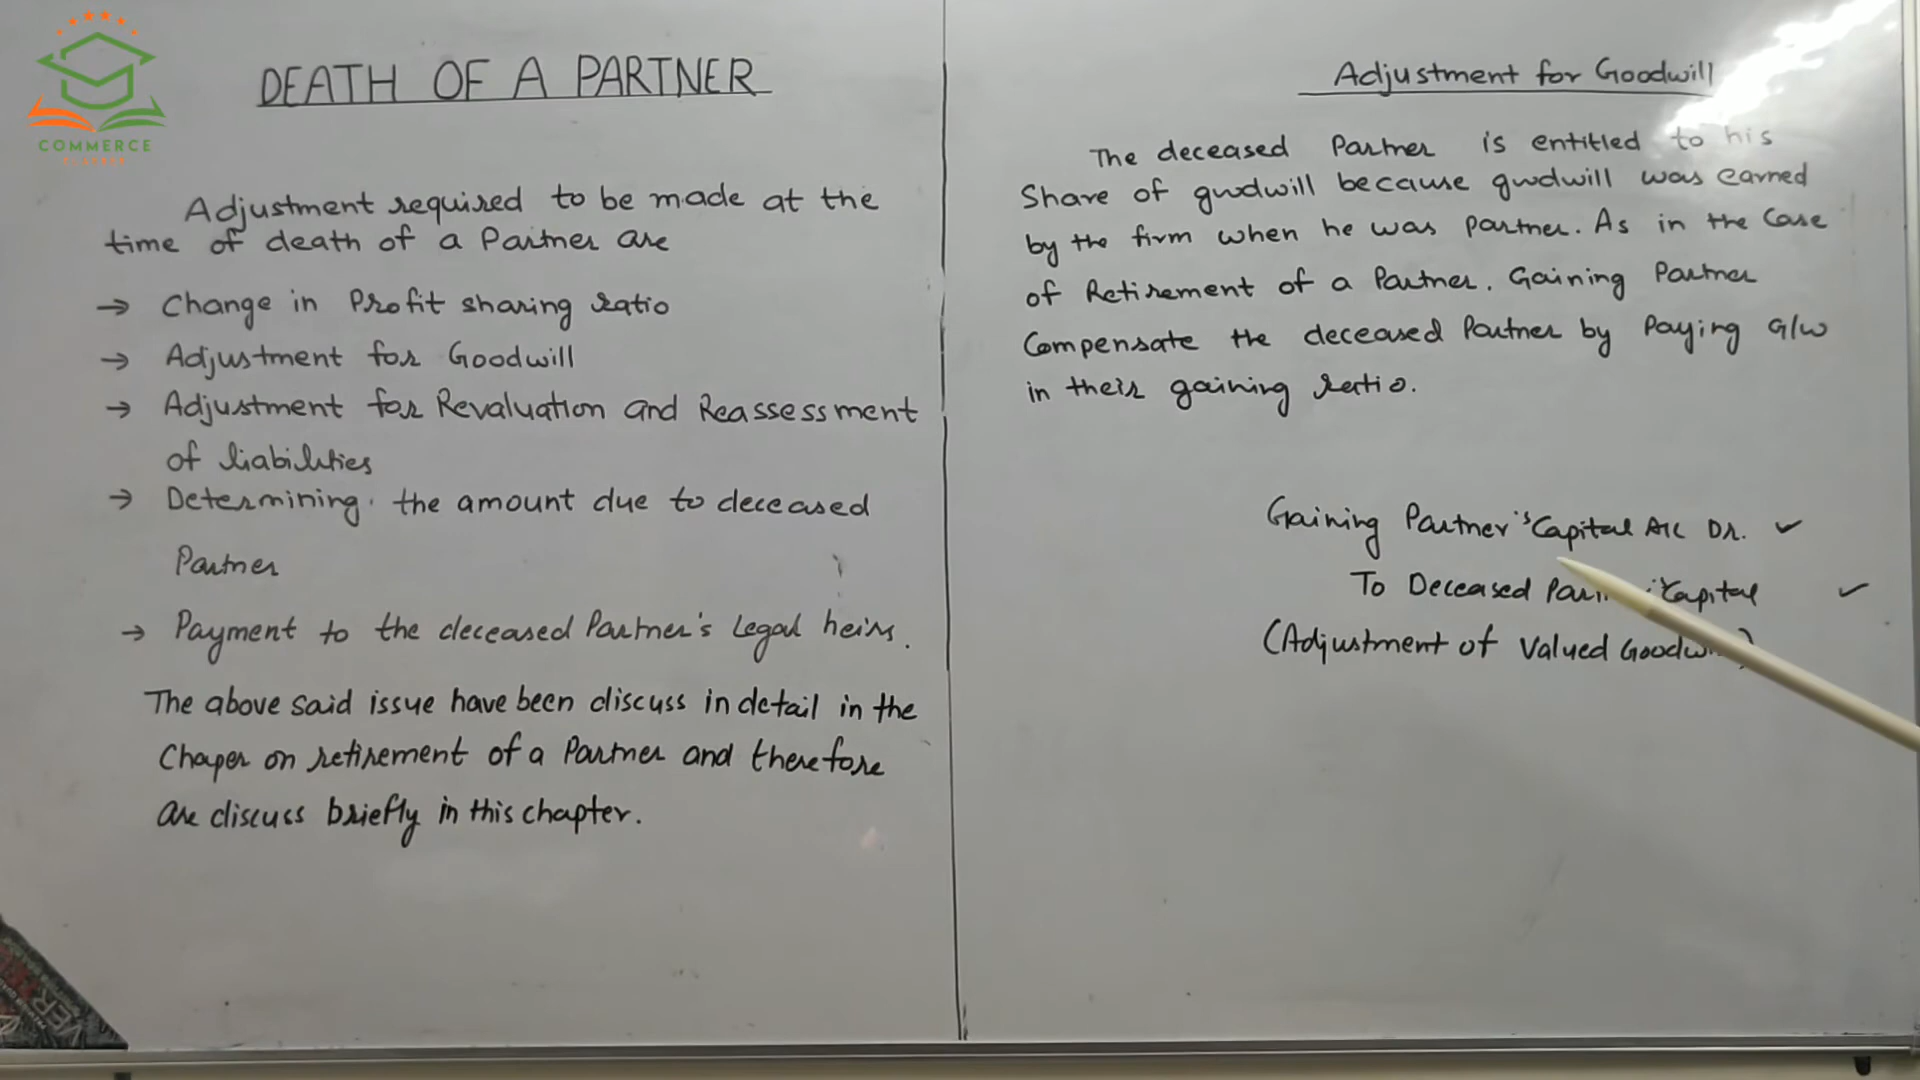 COMMERCE
DEATH OF A PARTNER
Adjustment required to be made at the
time of death of a Partner are
→ Change in Profit sharing ratio
→ Adjustment for Goodwill
→ Adjustment for Revaluation and Reassessment
of liabilities
→ Determining the amount due to deceased
Partner
→ Payment to the deceased Partner's Legal heirs.
The above said issue have been discuss in detail in the
Chaper on retirement of a Partner and therefore
are discuss briefly in this chapter.
Adjustment for Goodwill
The deceased Partner is entitled to his
Share of goodwill because goodwill was earned
by the firm when he was partner. As in the Case
of Retirement of a Partner. Gaining Partner
Compensate the deceased Partner by Paying G/w
in their gaining ratio.
Gaining Partner's Capital A/c Dr. ✓
To Deceased Capital ✓
(Adjustment of Valued